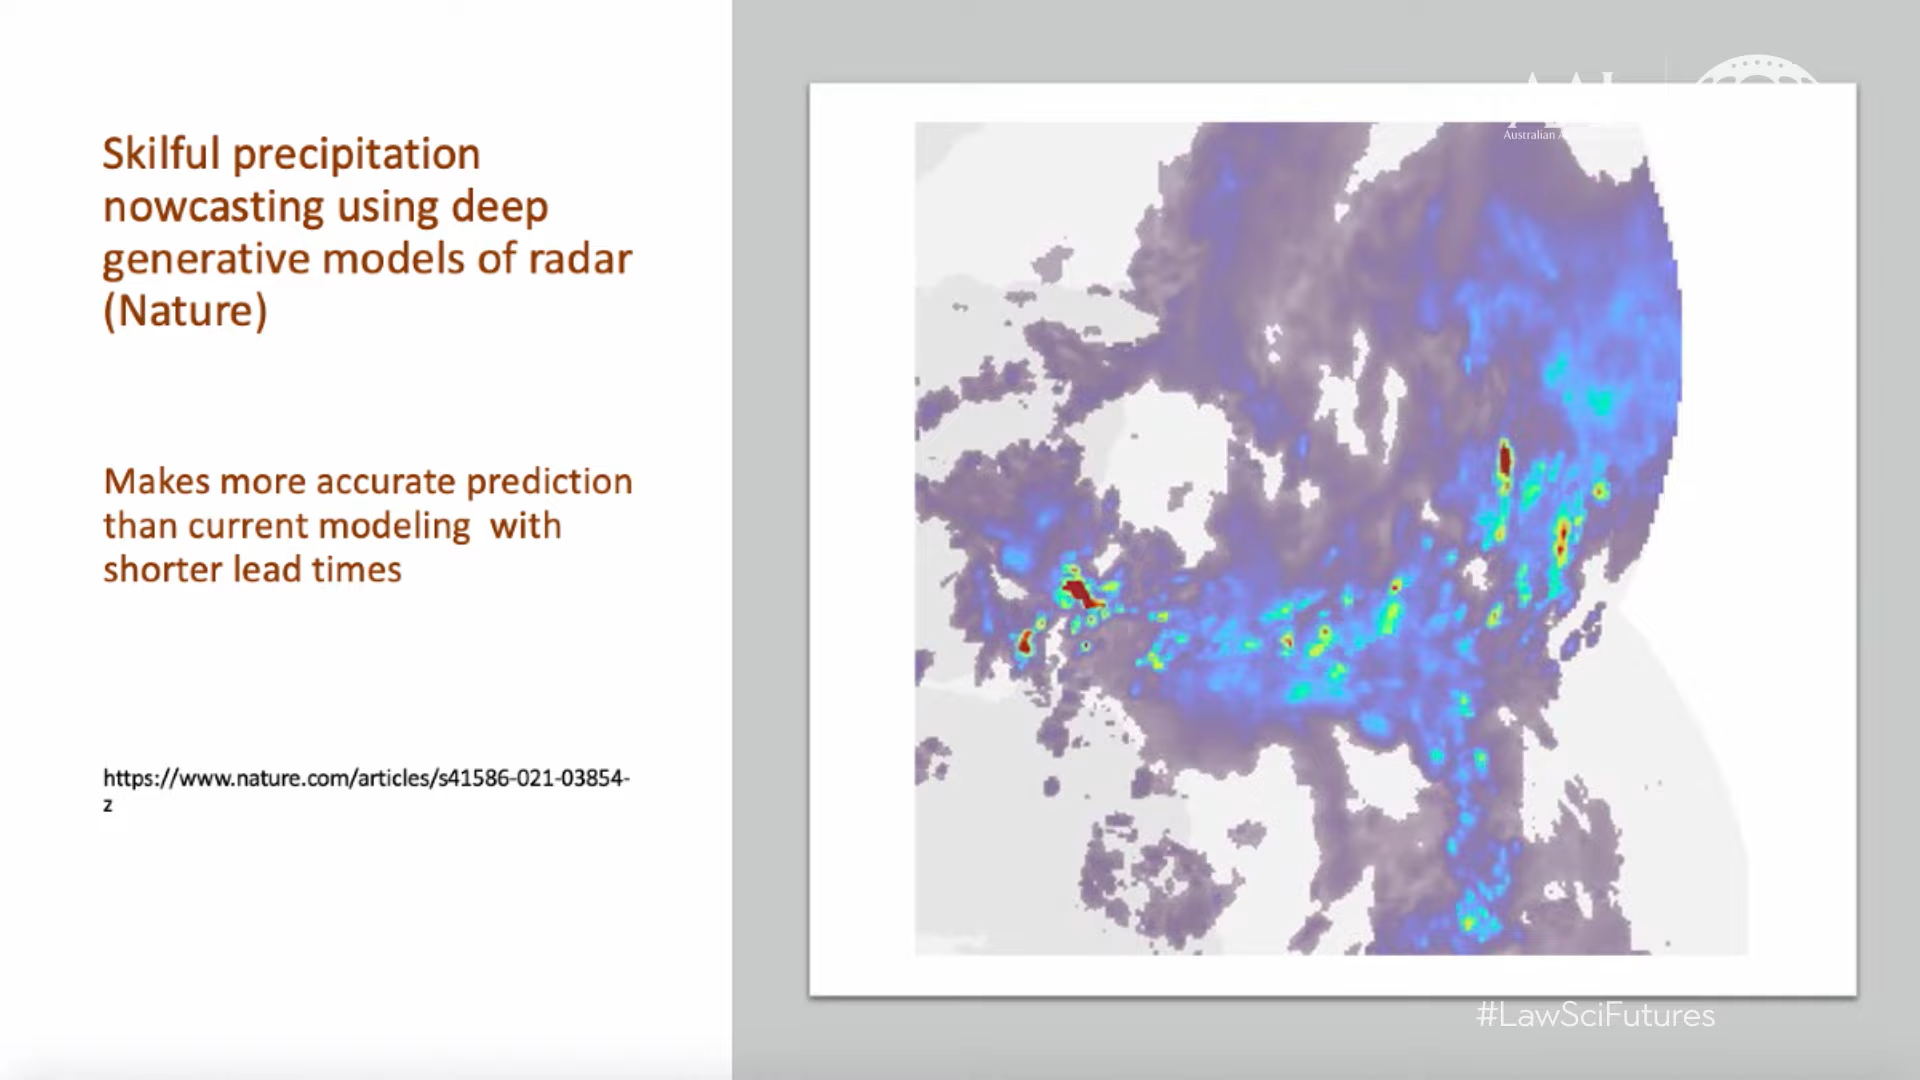 Skilful precipitation
nowcasting using deep
generative models of radar
(Nature)
Makes more accurate prediction
than current modeling  with
shorter lead times
https://www.nature.com/articles/s41586-021-03854-
z
Australian
#LawSciFutures